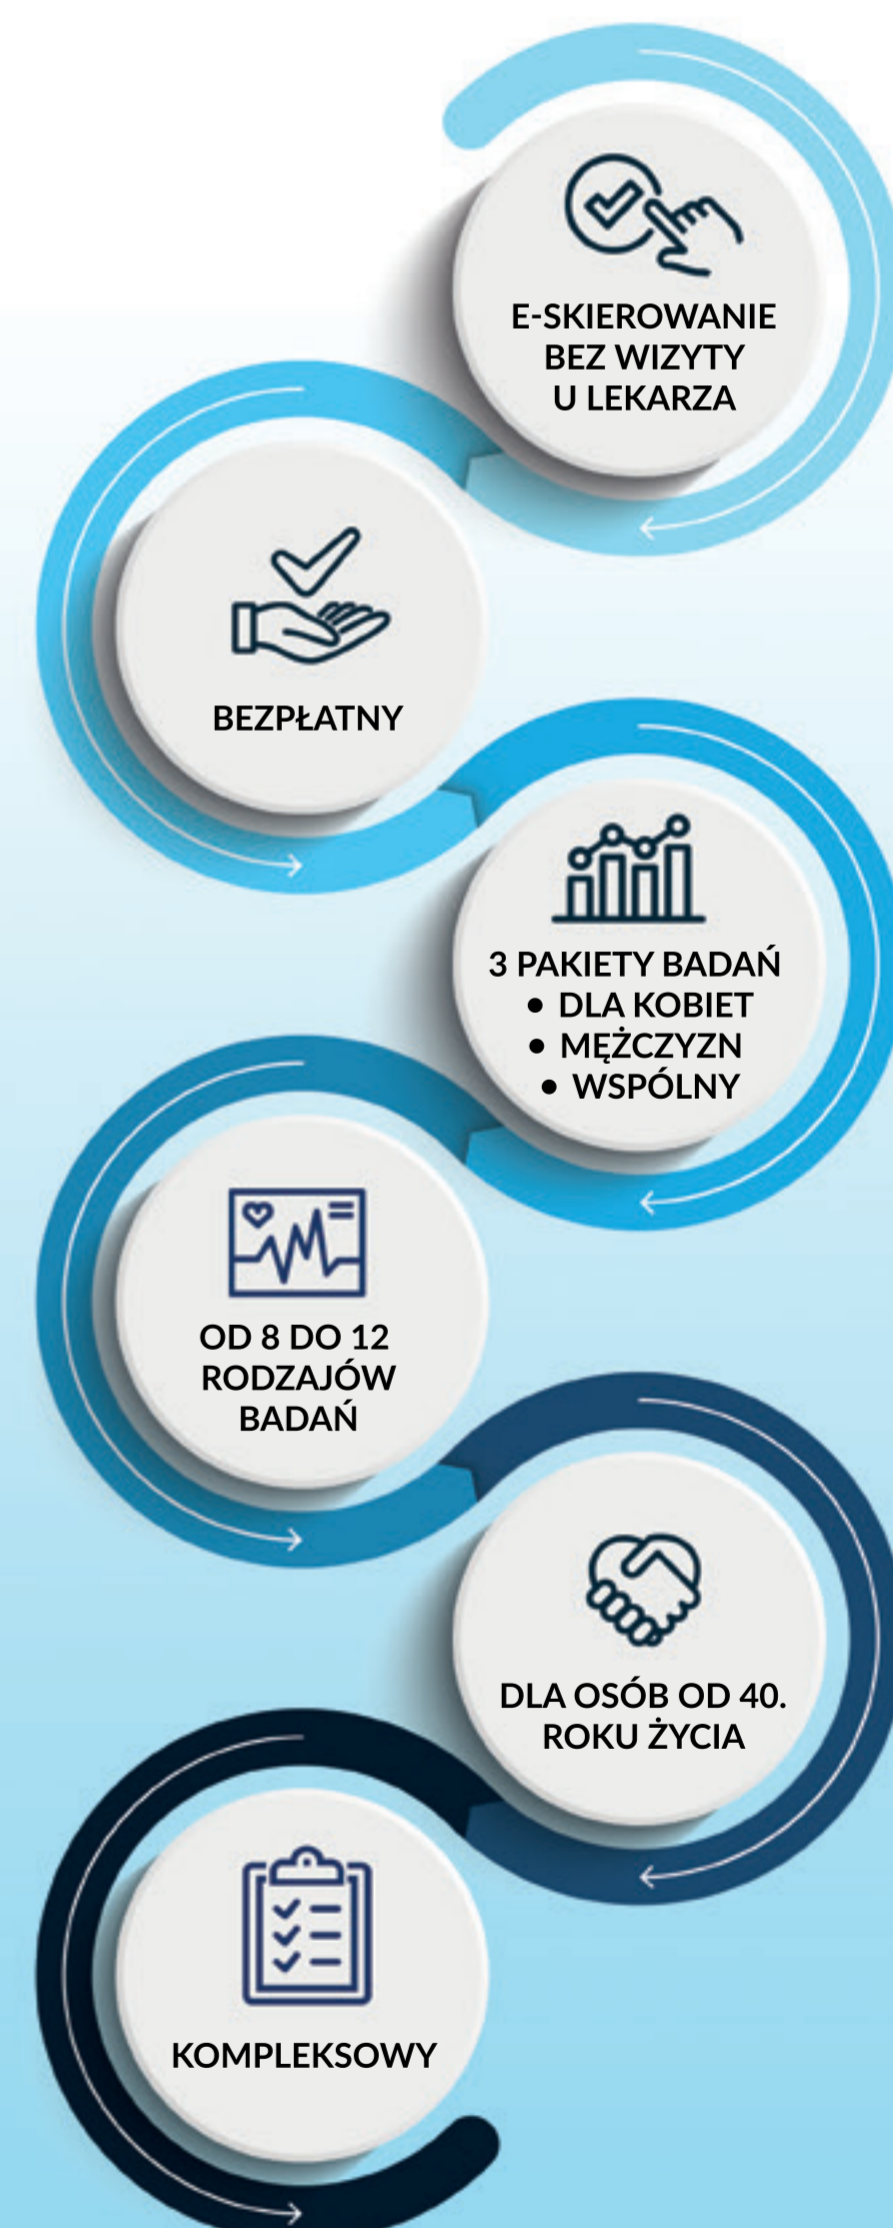 E-SKIEROWANIE
BEZ WIZYTY
U LEKARZA
BEZPŁATNY
3 PAKIETY BADAŃ
• DLA KOBIET
• MĘŻCZYZN
• WSPÓLNY
OD 8 DO 12
RODZAJÓW
BADAŃ
DLA OSÓB OD 40.
ROKU ŻYCIA
KOMPLEKSOWY